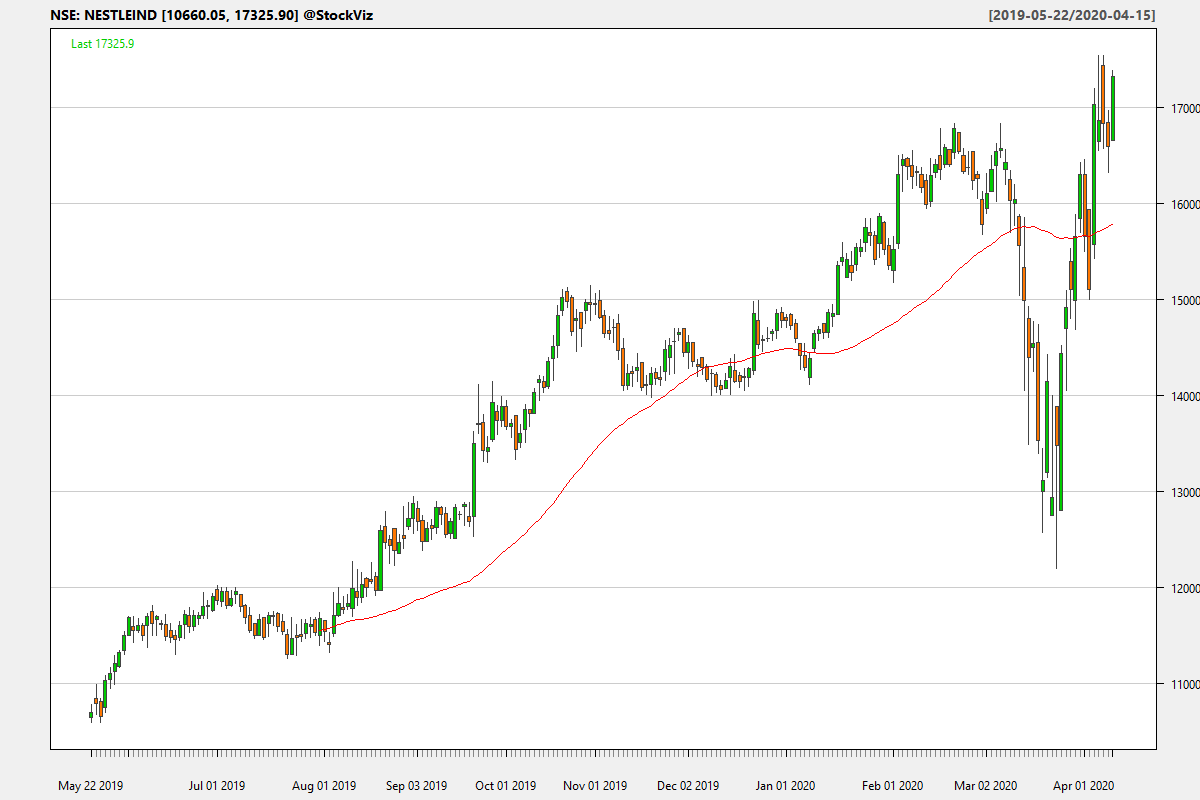 NSE: NESTLEIND [10660.05, 17325.90] @StockViz
[2019-05-22/2020-04-15]
Last 17325.9
17000
16000
15000
14000
13000
12000
11000
May 22 2019
Jul 01 2019
Aug 01 2019
Sep 03 2019
Oct 01 2019
Nov 01 2019
Dec 02 2019
Jan 01 2020
Feb 01 2020
Mar 02 2020
Apr 01 2020